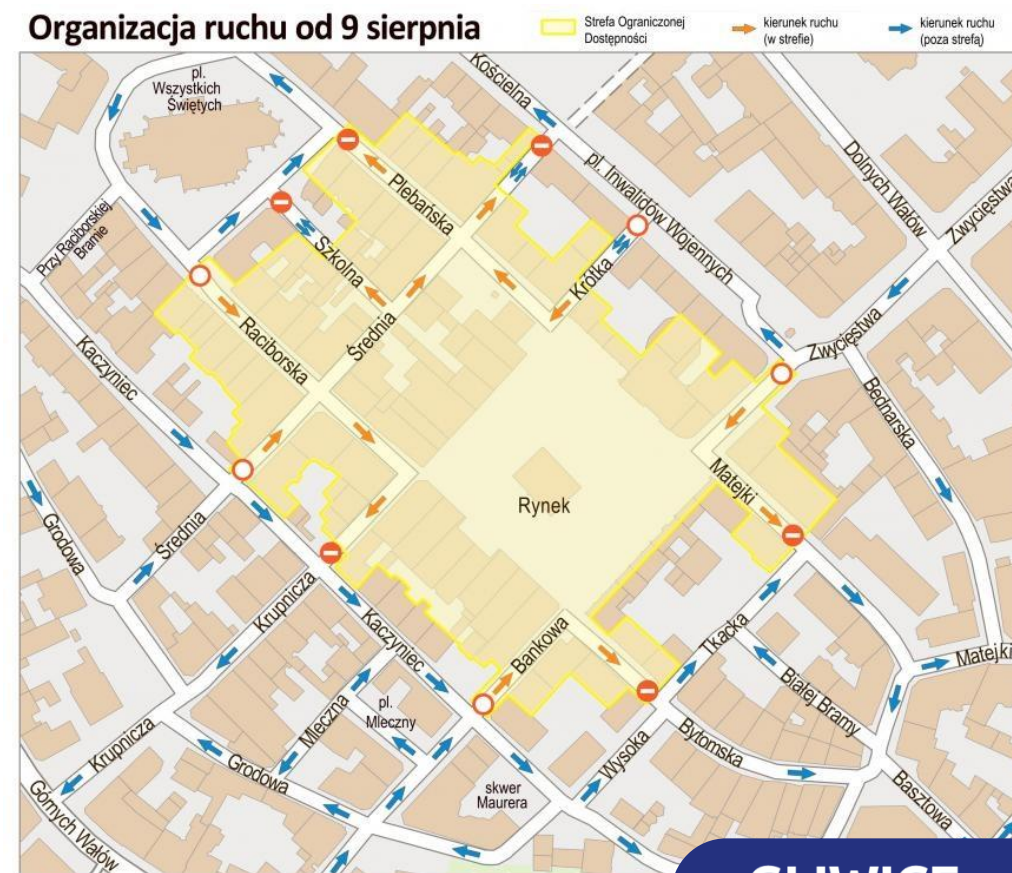 Organizacja ruchu od 9 sierpnia
Strefa Ograniczonej
Dostępności
kierunek ruchu
(w strefie)
kierunek ruchu
(poza strefą)
pl.
Wszystkich
Świętych
Kościelna
pl. Inwalidów Wojennych
Dolnych Wałów
Zwycięstwa
Plebańska
Przy Raciborskiej
Bramie
Szkolna
Krótka
Średnia
Raciborska
Zwycięstwa
Kaczyniec
Bednarska
Matejki
Rynek
Grodowa
Średnia
Krupnicza
Kaczyniec
Bankowa
Tkacka
Matejki
Białej Bramy
pl.
Mleczny
Mleczna
Krupnicza
Grodowa
Wysoka
Bytomska
Basztowa
skwer
Maurera
Górnych Wałów